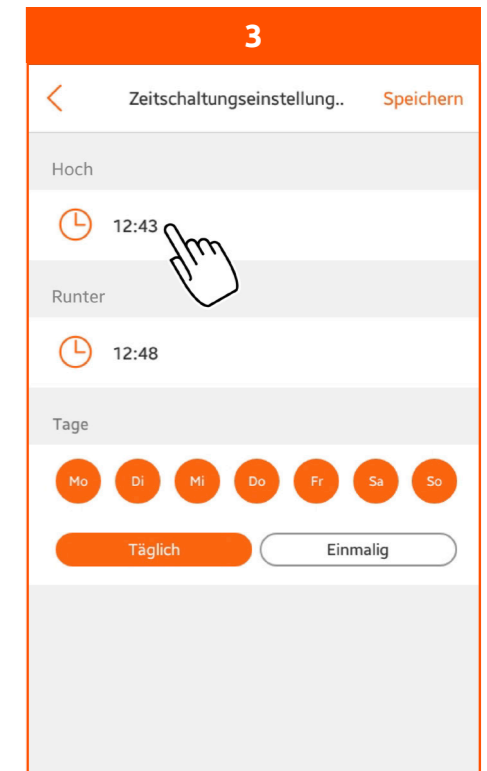 3
Zeitschaltungseinstellung.. Speichern
Hoch
12:43
Runter
12:48
Tage
Mo Di Mi Do Fr Sa So
Täglich Einmalig